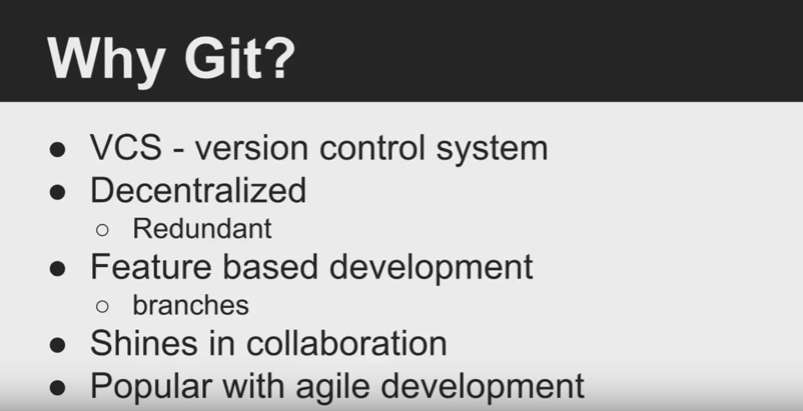 Why Git?
● VCS - version control system
● Decentralized
○ Redundant
● Feature based development
○ branches
● Shines in collaboration
● Popular with agile development